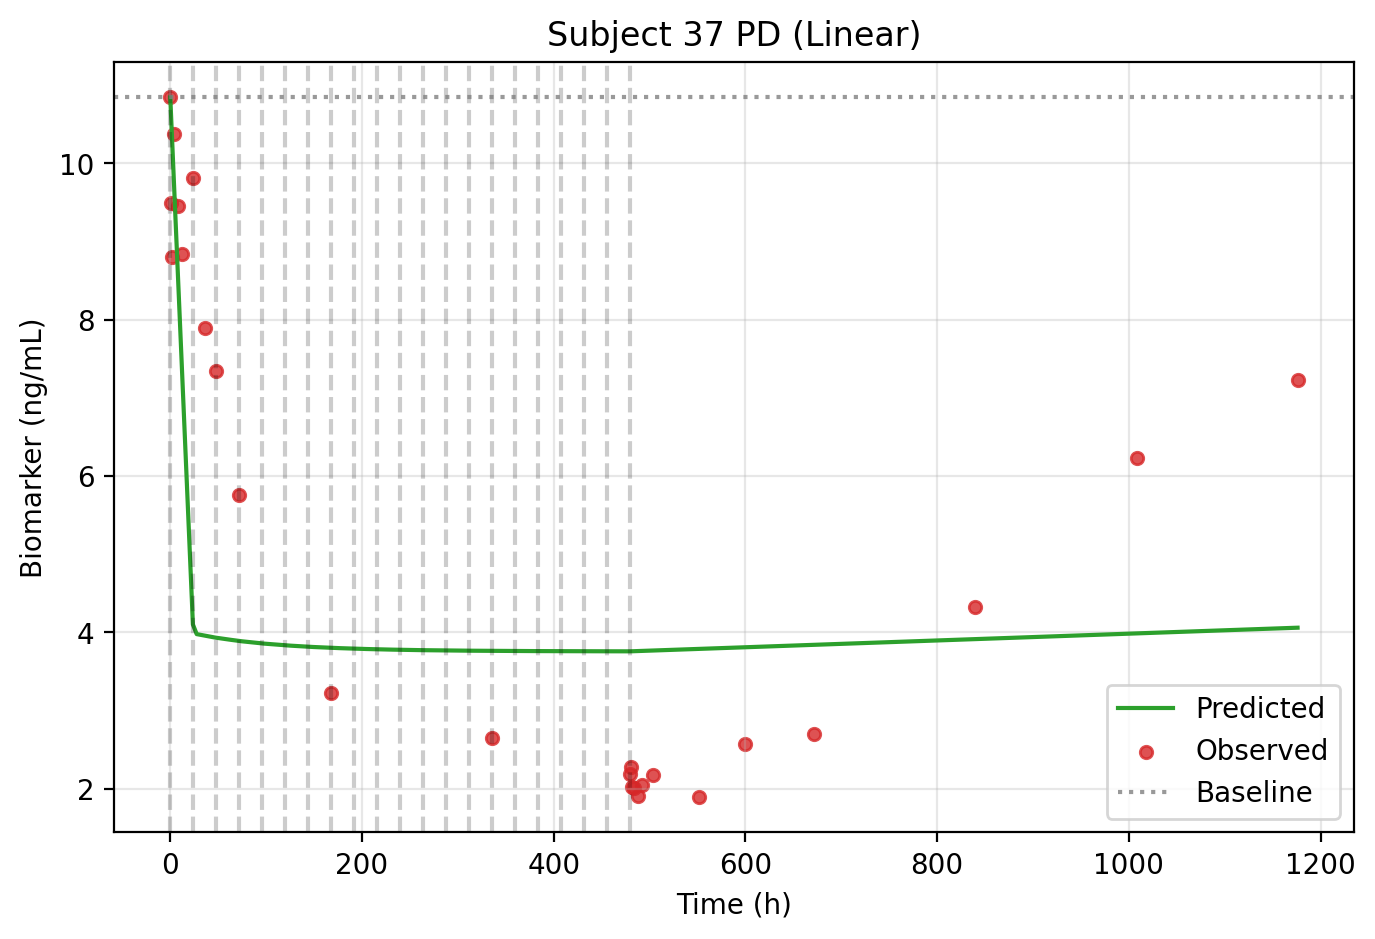 Subject 37 PD (Linear)
Biomarker (ng/mL)
10
8
6
4
2
Predicted
Observed
Baseline
0
200
400
600
800
1000
1200
Time (h)